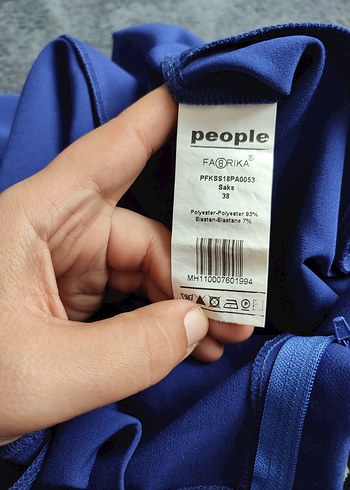 people
FABRIKA®
PFKSS18PA0053
Saks
38
Polyester-Polyester 93%
Elastan-Elastane 7%
MH110007601994